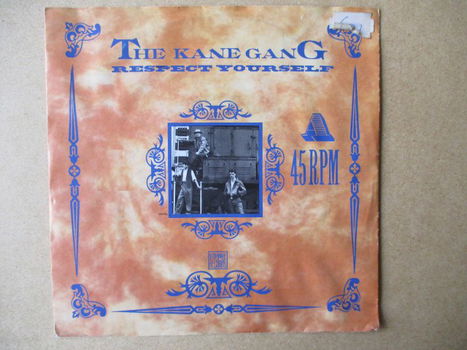 THE KANE GANG
RESPECT YOURSELF
A
45 RPM